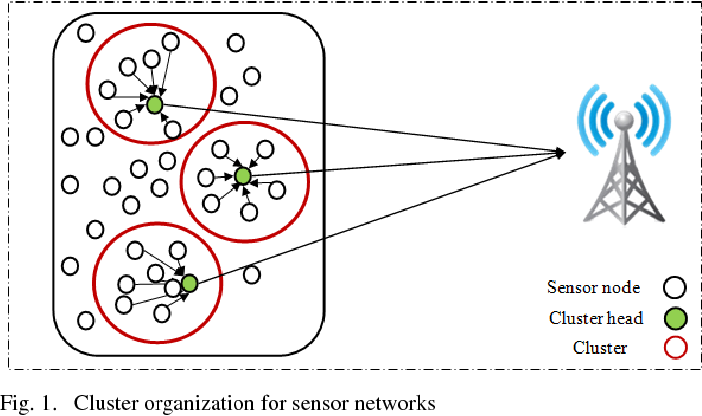 Sensor node
Cluster head
Cluster
Fig. 1. Cluster organization for sensor networks